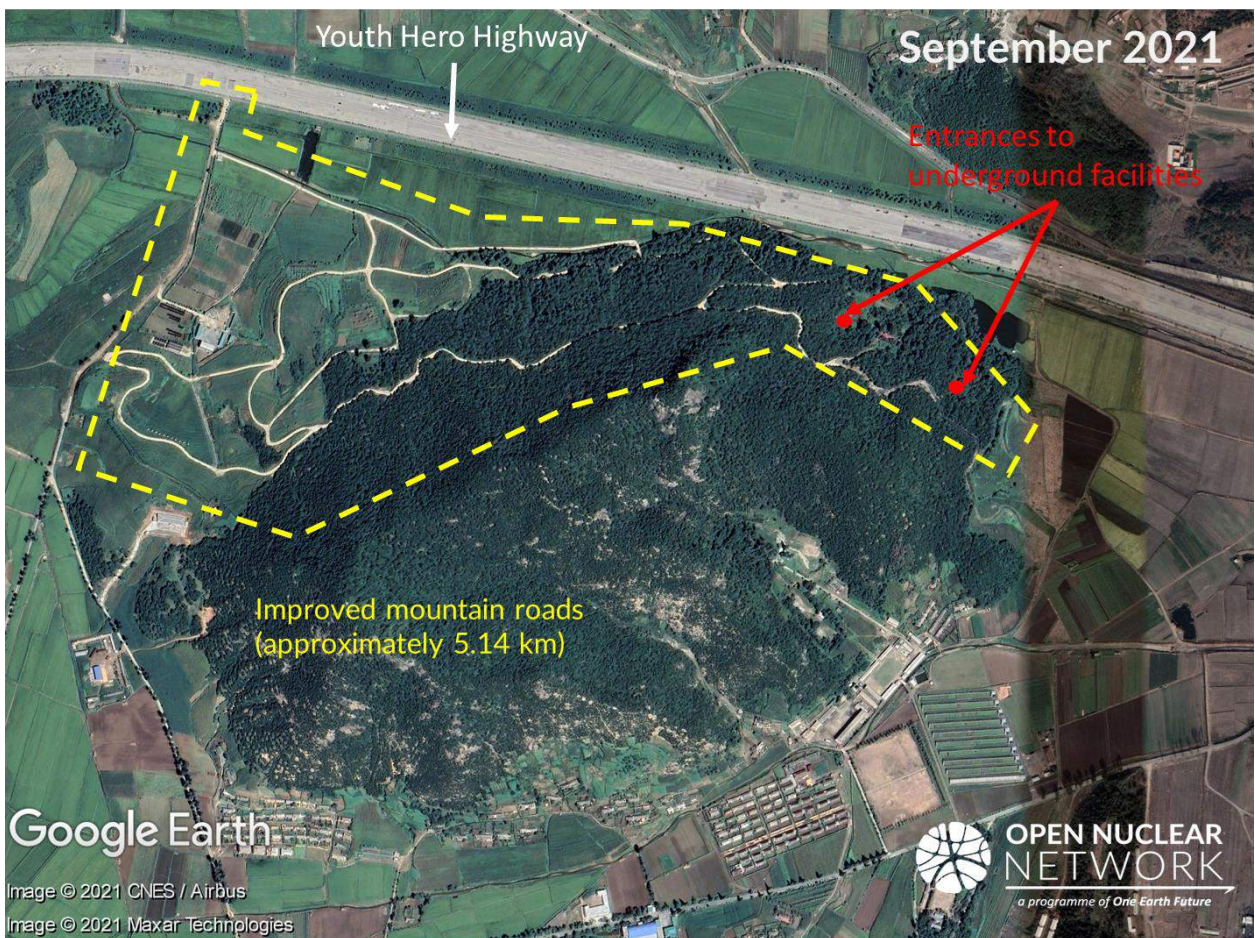 Youth Hero Highway
September 2021
Entrances to
underground facilities
Improved mountain roads
(approximately 5.14 km)
Google Earth
Image © 2021 CNES / Airbus
Image © 2021 Maxar Technologies
OPEN NUCLEAR
NETWORK
a programme of One Earth Future